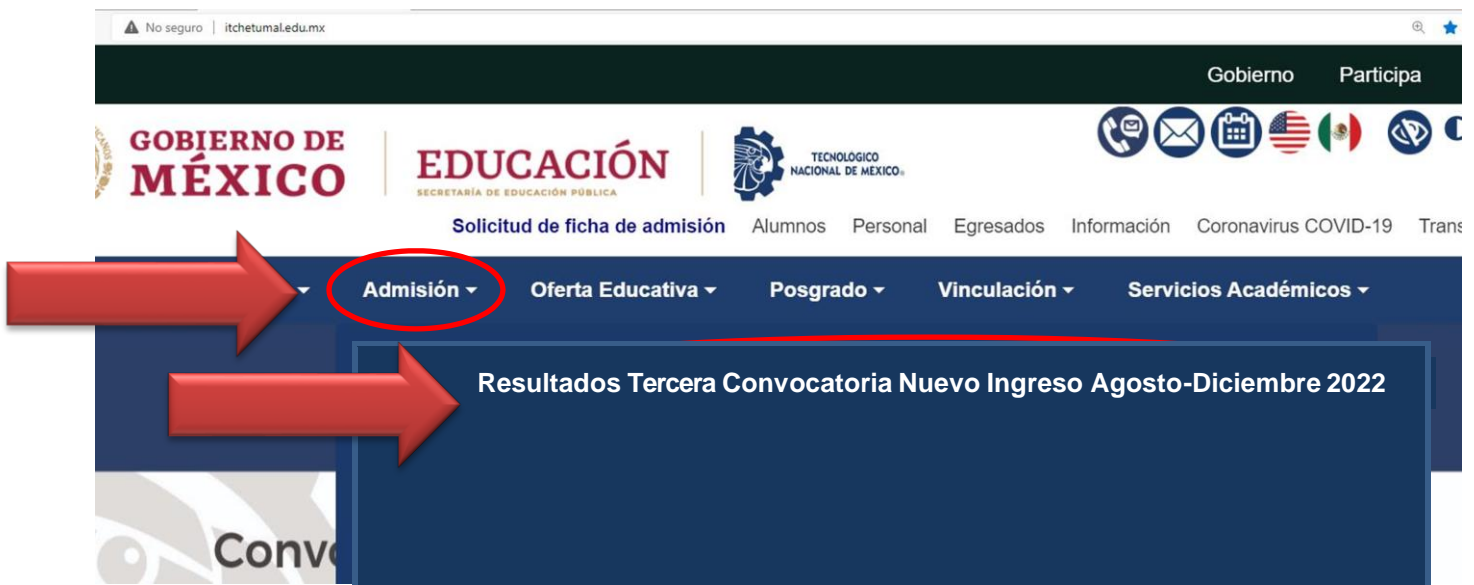 No seguro | itchetumal.edu.mx
Gobierno Participa
GOBIERNO DE
MÉXICO
EDUCACIÓN
SECRETARÍA DE EDUCACIÓN PÚBLICA
TECNOLÓGICO
NACIONAL DE MÉXICO®
Solicitud de ficha de admisión Alumnos Personal Egresados Información Coronavirus COVID-19
Admisión Oferta Educativa Posgrado Vinculación Servicios Académicos
Resultados Tercera Convocatoria Nuevo Ingreso Agosto-Diciembre 2022